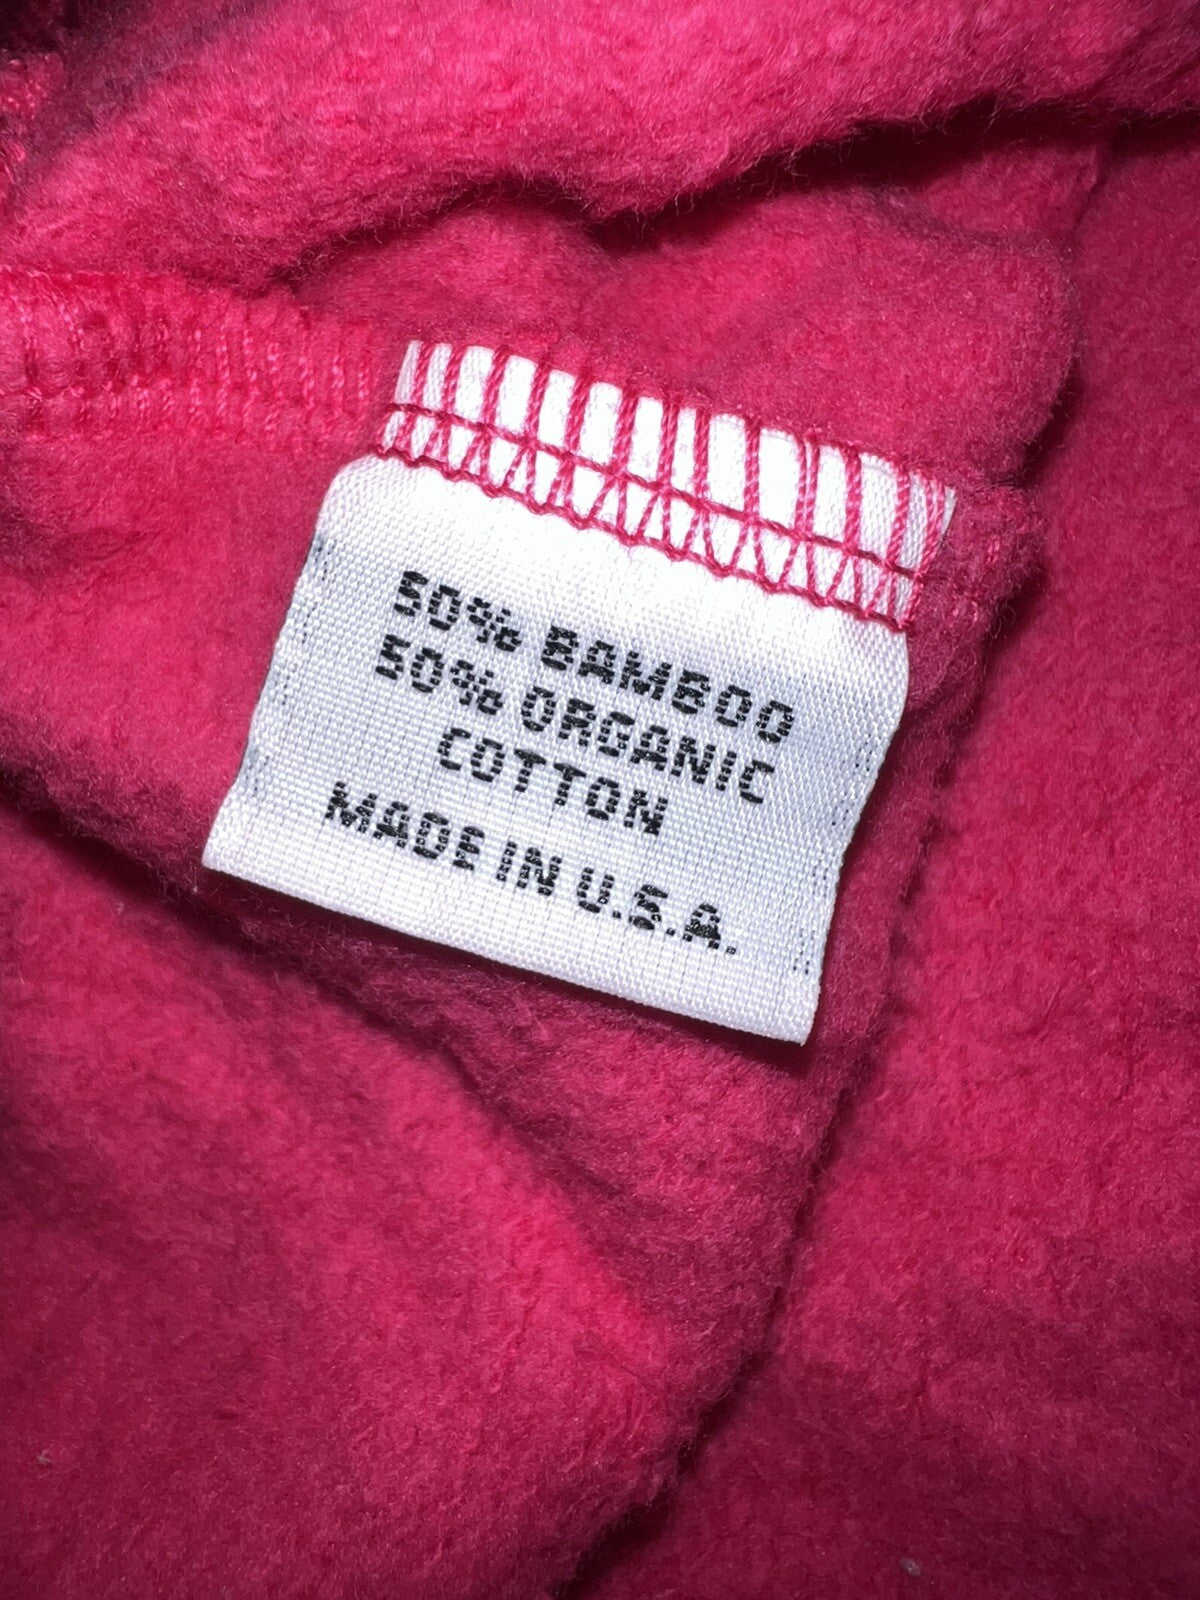 50% BAMBOO
50% ORGANIC
COTTON
MADE IN U.S.A.